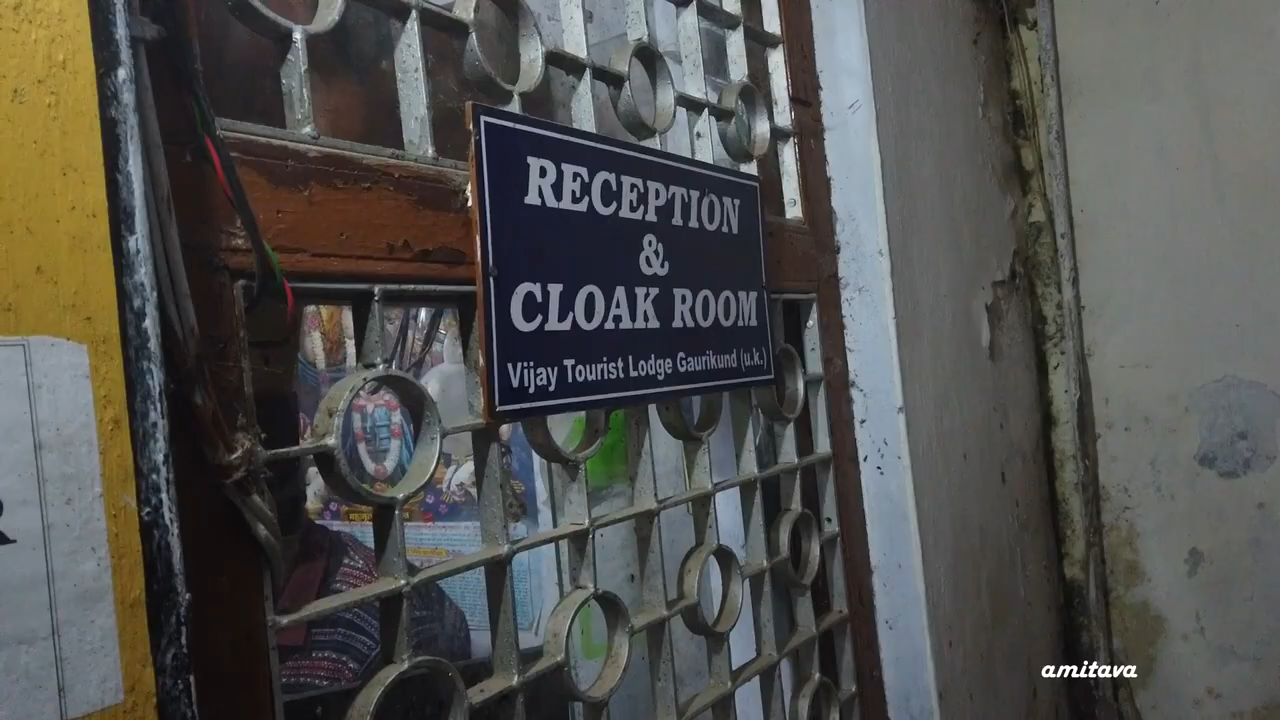 RECEPTION
&
CLOAK ROOM
Vijay Tourist Lodge Gaurikund (u.k.)
amitava